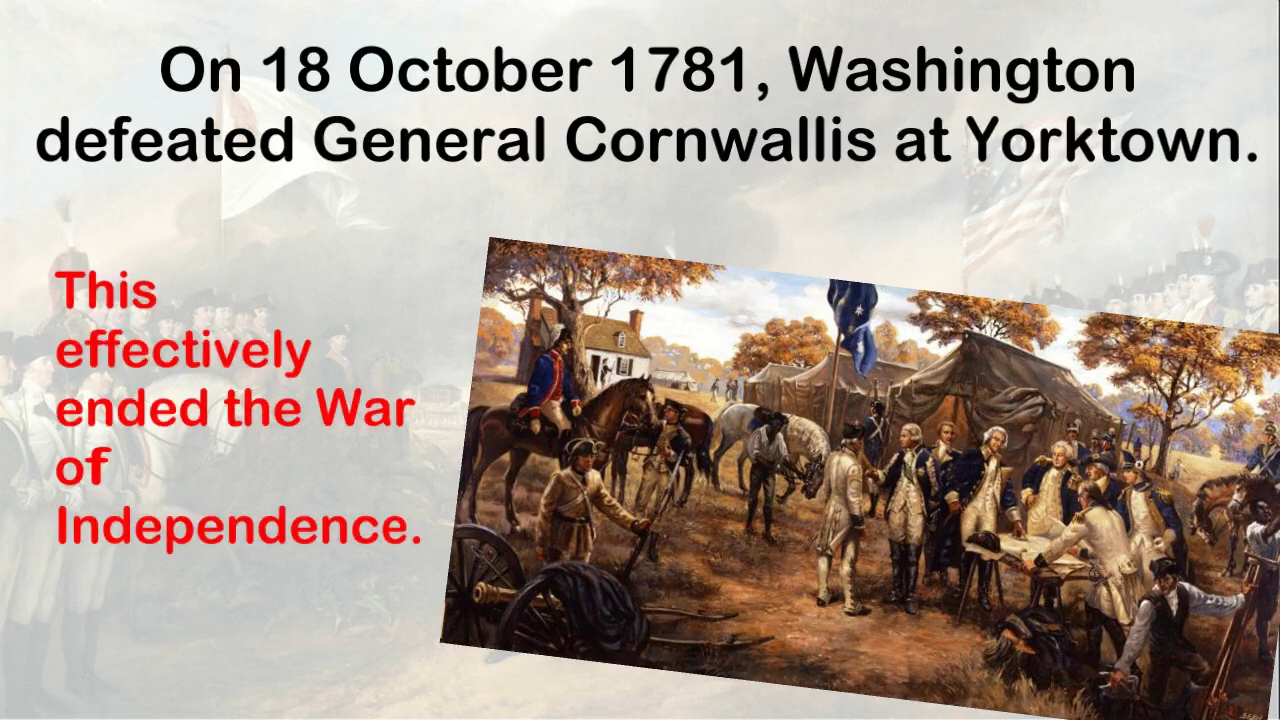 On 18 October 1781, Washington
defeated General Cornwallis at Yorktown.
This
effectively
ended the War
of
Independence.